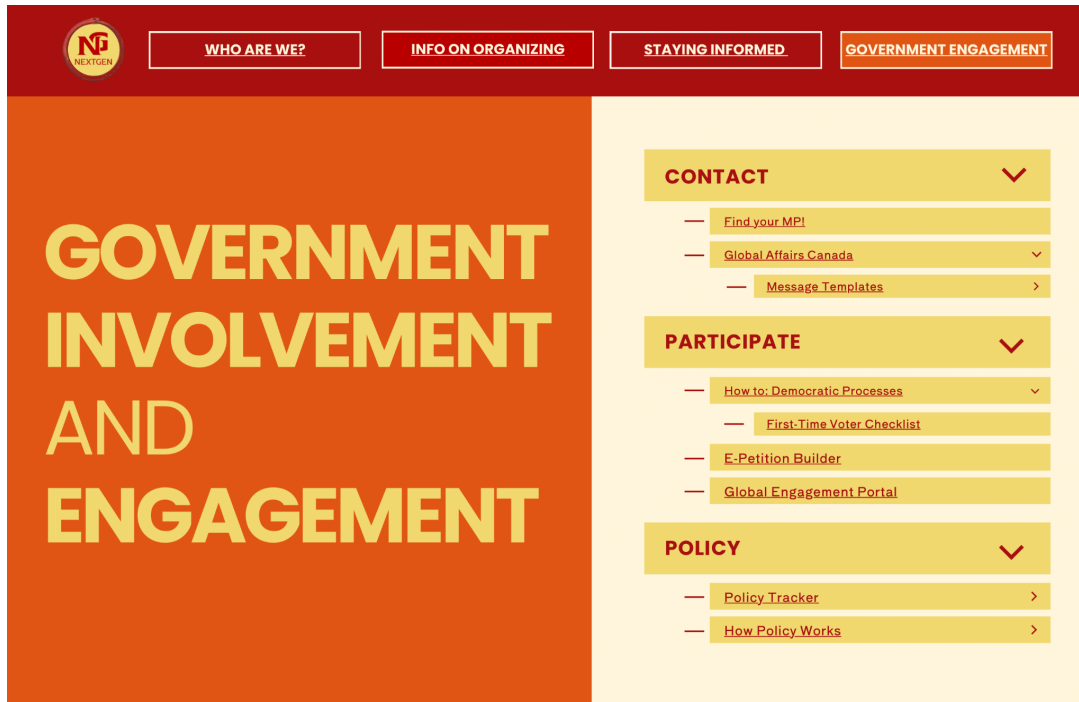 NG
NEXTGEN
WHO ARE WE?
INFO ON ORGANIZING
STAYING INFORMED
GOVERNMENT ENGAGEMENT
GOVERNMENT
INVOLVEMENT
AND
ENGAGEMENT
CONTACT
Find your MP!
Global Affairs Canada
Message Templates
PARTICIPATE
How to: Democratic Processes
First-Time Voter Checklist
E-Petition Builder
Global Engagement Portal
POLICY
Policy Tracker
How Policy Works